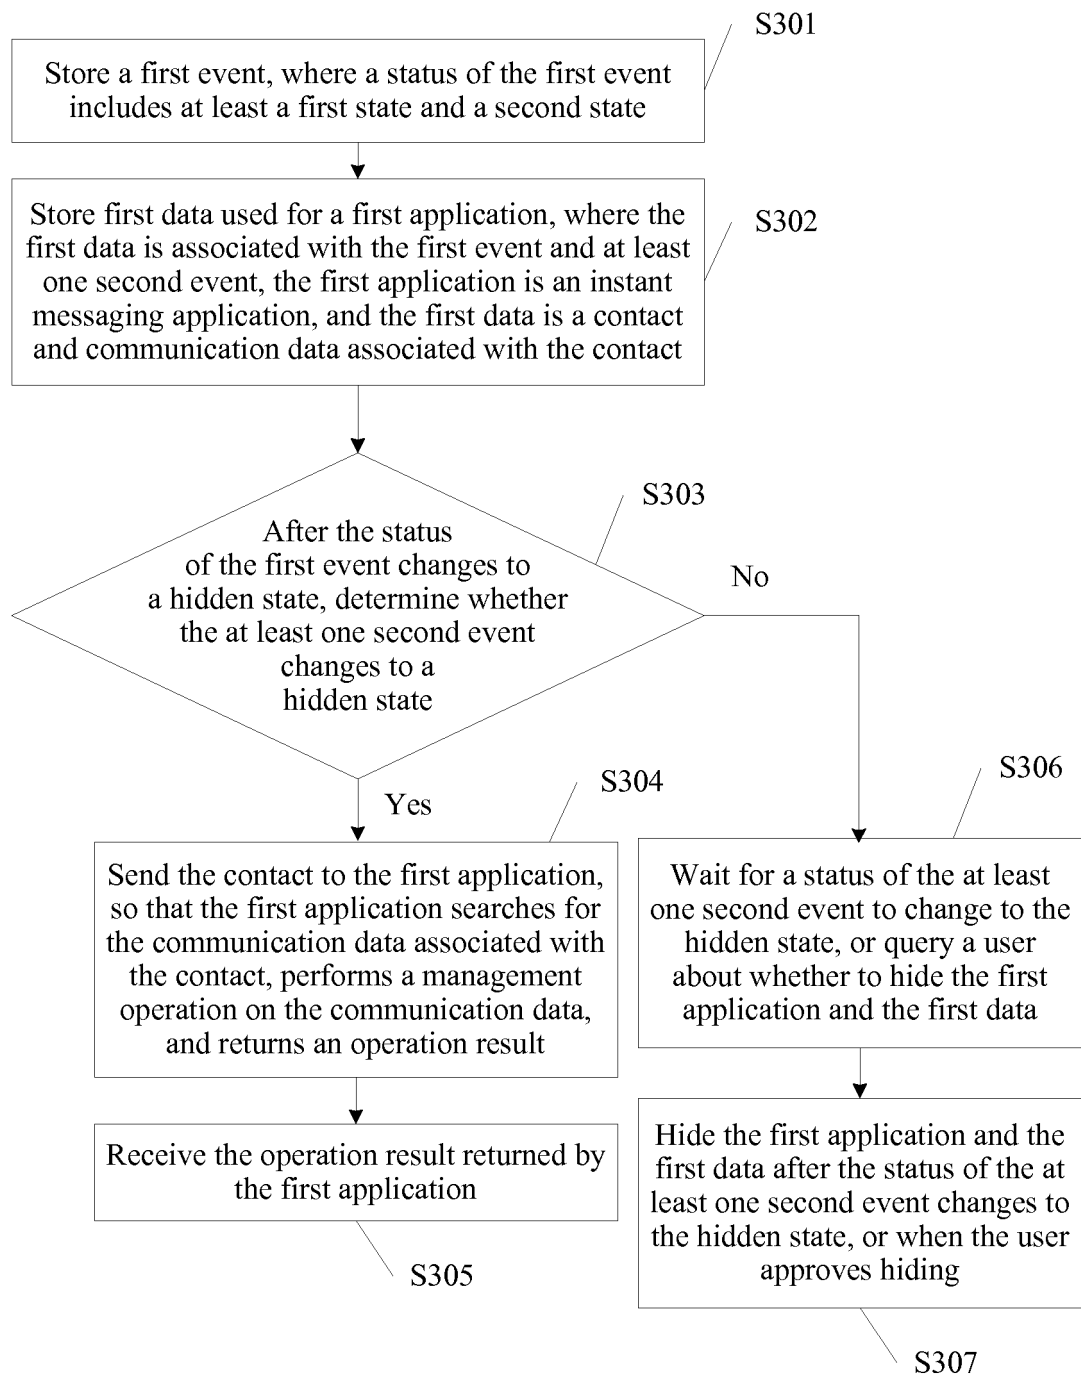 S301
Store a first event, where a status of the first event
includes at least a first state and a second state
S302
Store first data used for a first application, where the
first data is associated with the first event and at least
one second event, the first application is an instant
messaging application, and the first data is a contact
and communication data associated with the contact
S303
After the status
of the first event changes to
a hidden state, determine whether
the at least one second event
changes to a
hidden state
No
Yes
S304
Send the contact to the first application,
so that the first application searches for
the communication data associated with
the contact, performs a management
operation on the communication data,
and returns an operation result
Receive the operation result returned by
the first application
S305
S306
Wait for a status of the at least
one second event to change to the
hidden state, or query a user
about whether to hide the first
application and the first data
Hide the first application and the
first data after the status of the at
least one second event changes to
the hidden state, or when the user
approves hiding
S307